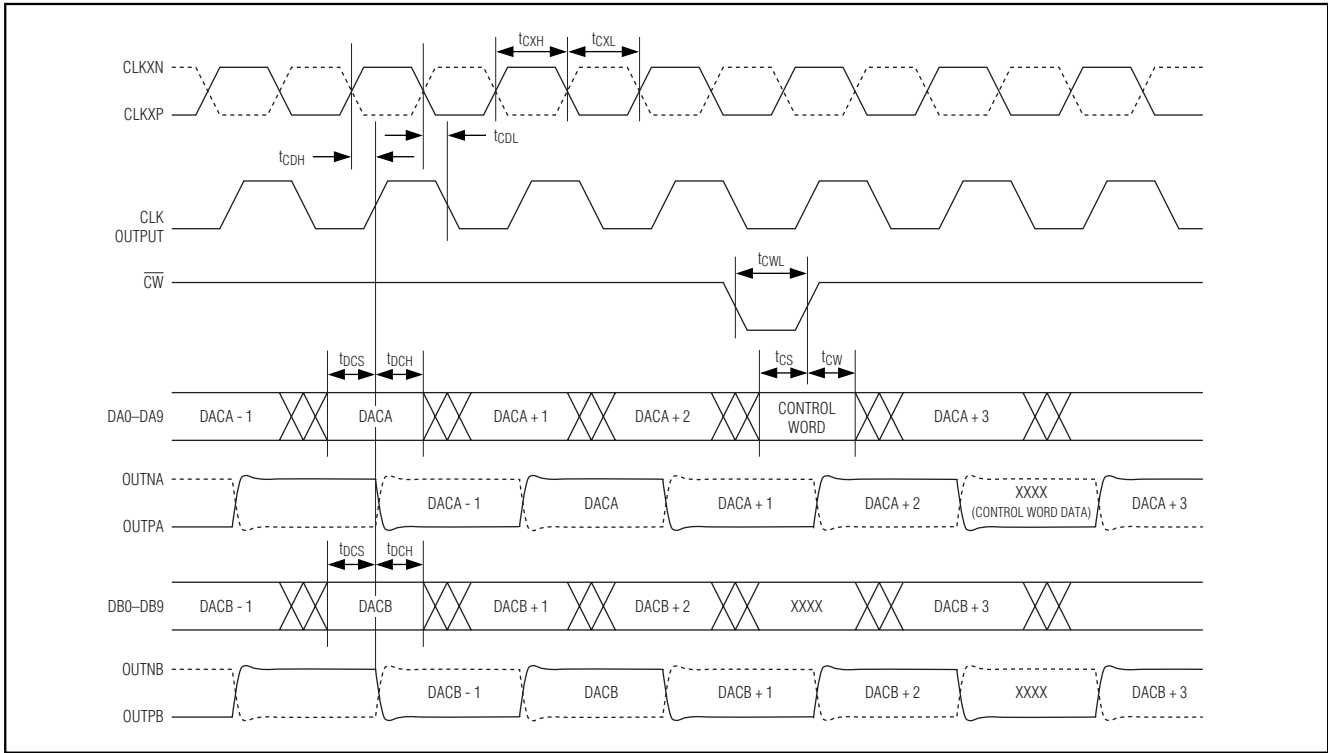 tCXH tCXL
CLKXN
CLKXP
tCDL
tCDH
CLK
OUTPUT
tCWL
CW
tDCS tDCH tCS tCW
DA0–DA9 DACA - 1 DACA DACA + 1 DACA + 2 CONTROL
WORD DACA + 3
OUTNA
OUTPA
DACA - 1 DACA DACA + 1 DACA + 2 XXXX
(CONTROL WORD DATA) DACA + 3
tDCS tDCH
DB0–DB9 DACB - 1 DACB DACB + 1 DACB + 2 XXXX DACB + 3
OUTNB
OUTPB
DACB - 1 DACB DACB + 1 DACB + 2 XXXX DACB + 3